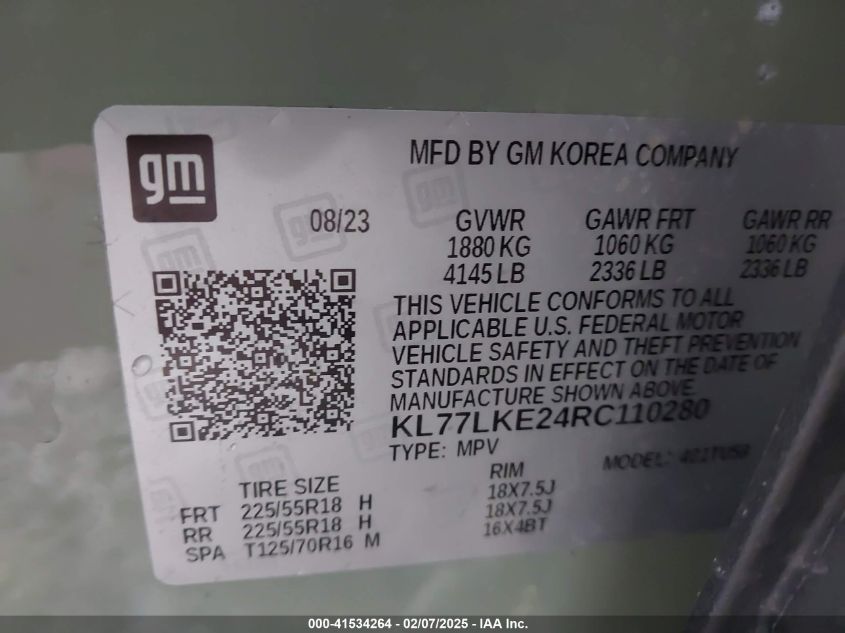 gm
MFD BY GM KOREA COMPANY
08/23 GVWR GAWR FRT GAWR RR
1880 KG 1060 KG 1060 KG
4145 LB 2336 LB 2336 LB
THIS VEHICLE CONFORMS TO ALL
APPLICABLE U.S. FEDERAL MOTOR
VEHICLE SAFETY AND THEFT PREVENTION
STANDARDS IN EFFECT ON THE DATE OF
MANUFACTURE SHOWN ABOVE.
KL77LKE24RC110280
TYPE: MPV MODEL:
TIRE SIZE RIM
FRT 225/55R18 H 18X7.5J
RR 225/55R18 H 18X7.5J
SPA T125/70R16 M 16X4BT
000-41534264 - 02/07/2025 - IAA Inc.